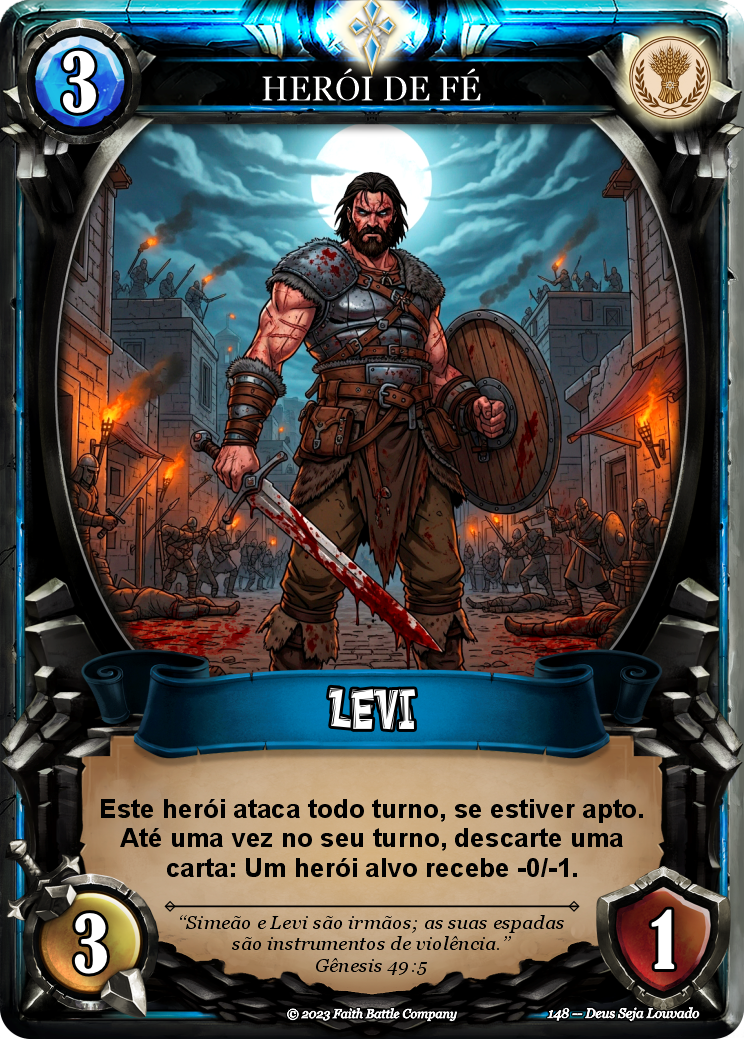 3
HERÓI DE FÉ
LEVI
Este herói ataca todo turno, se estiver apto.
Até uma vez no seu turno, descarte uma
carta: Um herói alvo recebe -0/-1.
“Simeão e Levi são irmãos; as suas espadas
são instrumentos de violência.”
Gênesis 49:5
3
1
© 2023 Faith Battle Company
148 – Deus Seja Louvado